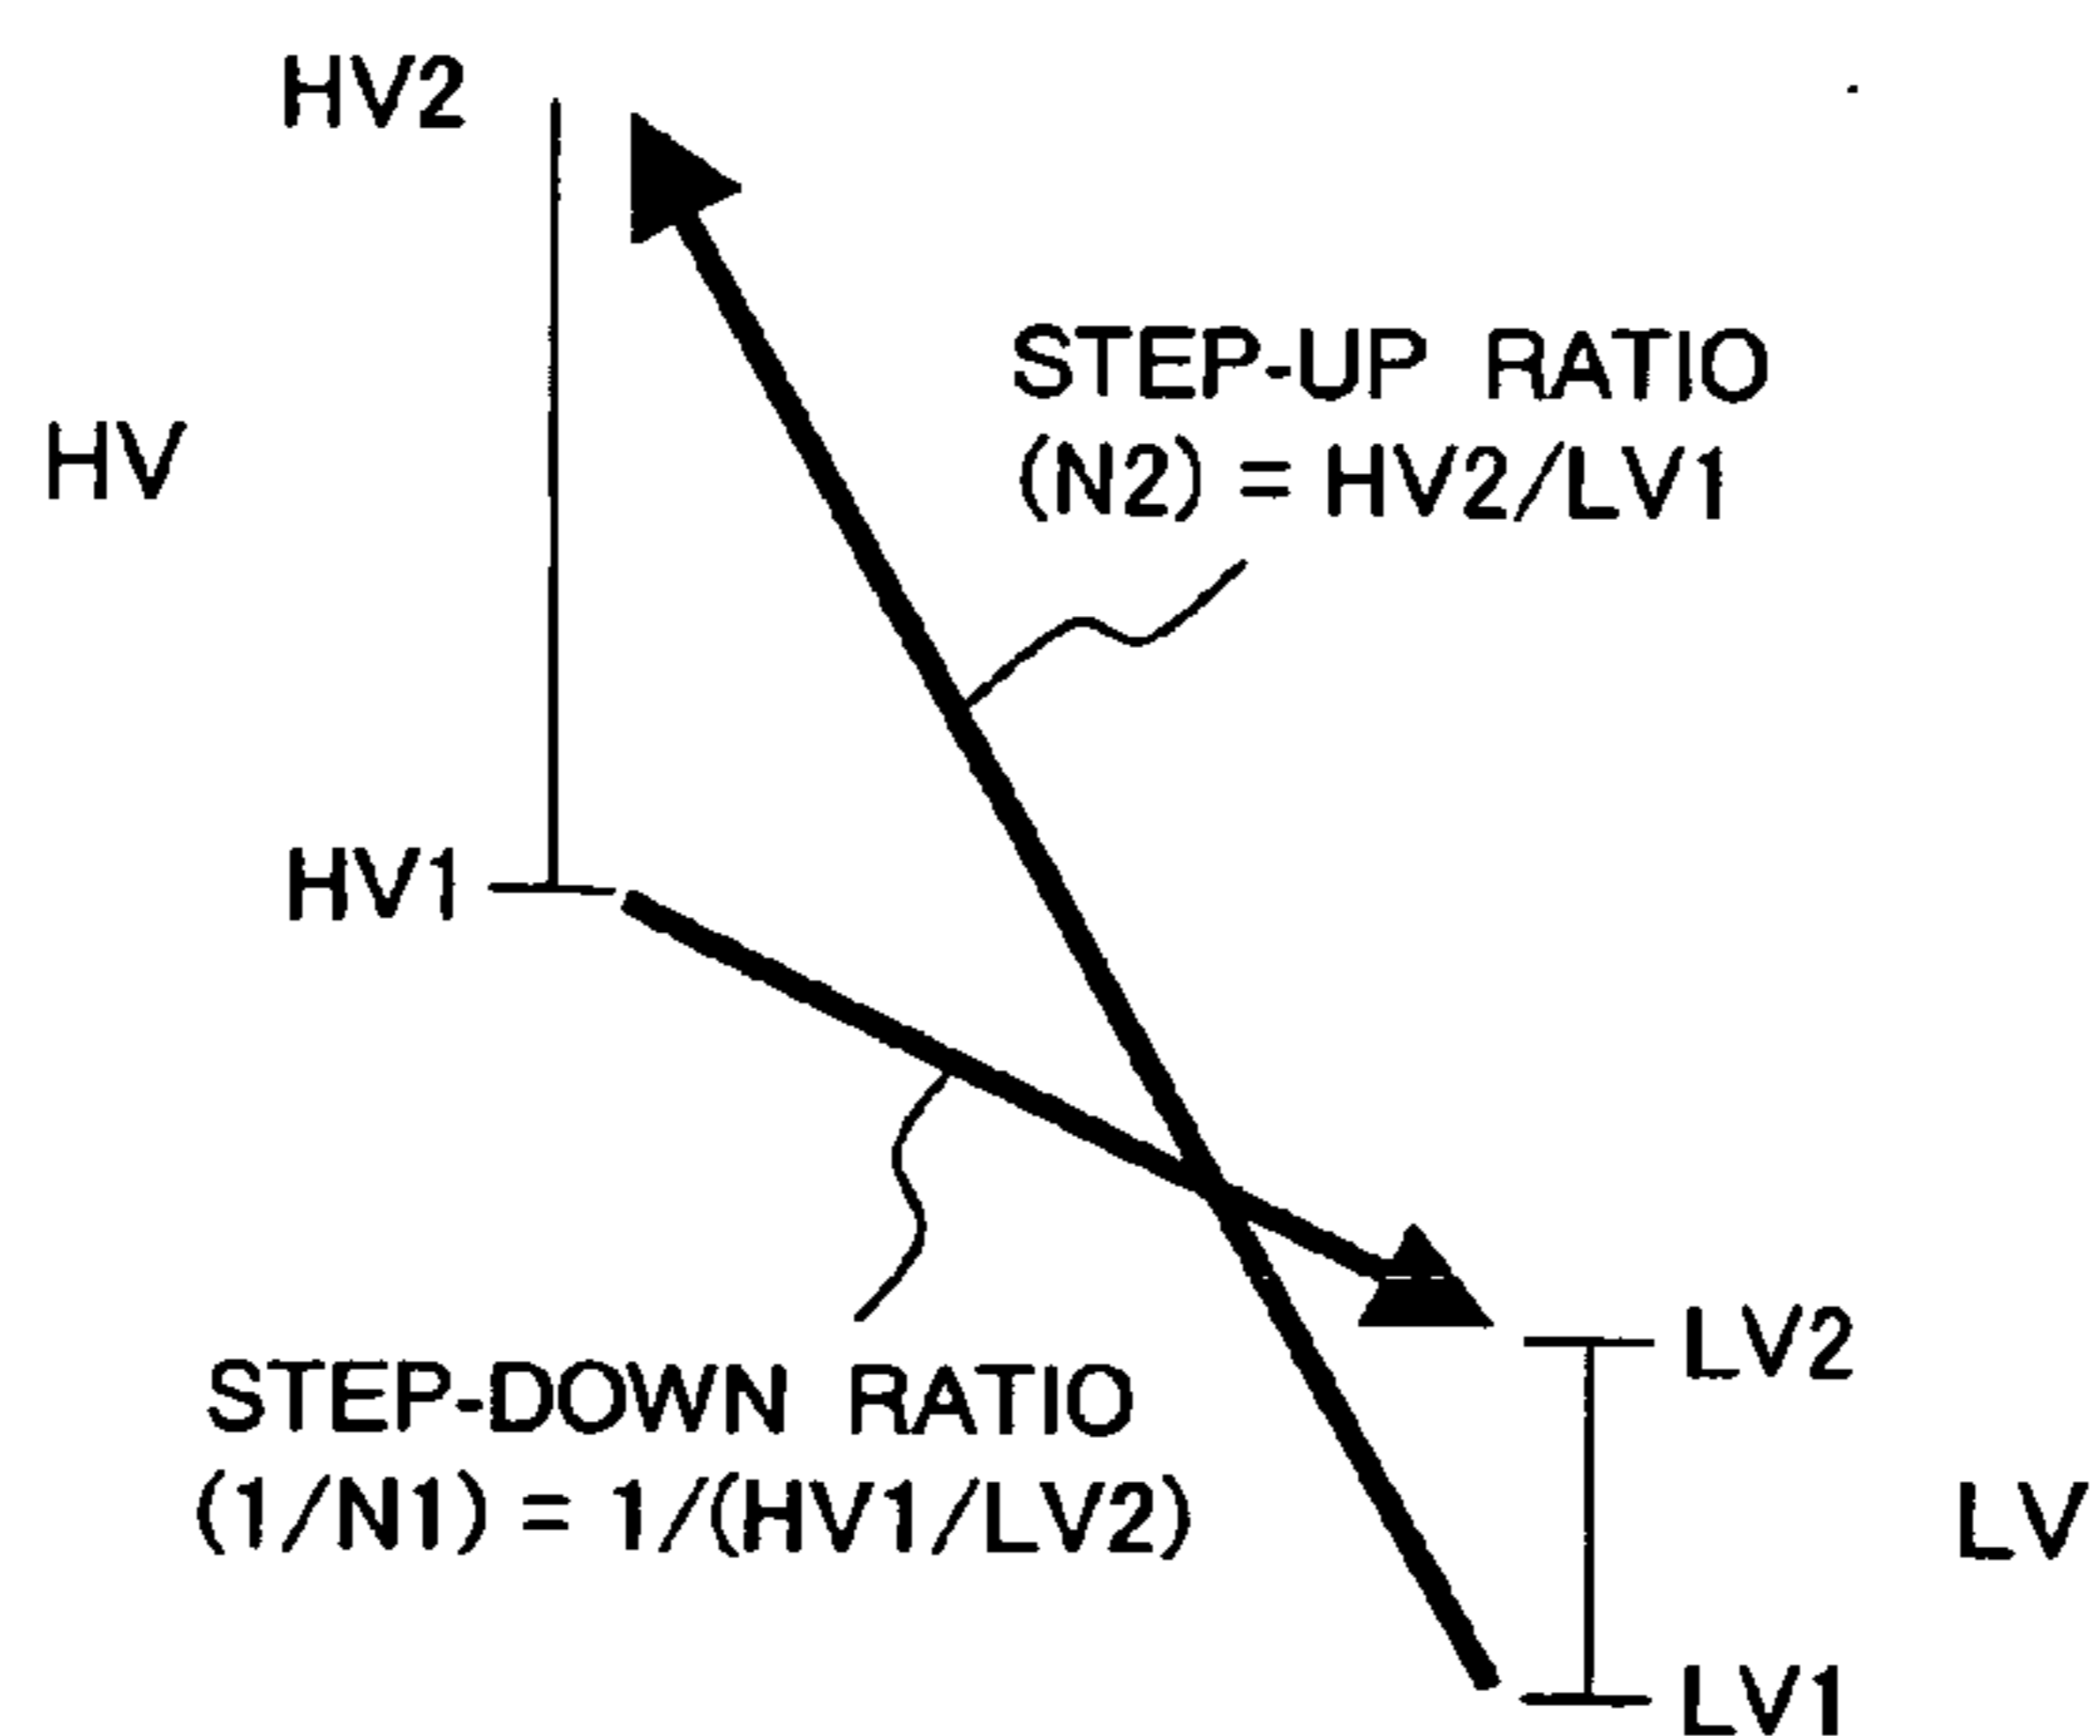 HV2
STEP-UP RATIO
(N2) = HV2/LV1
HV
HV1
LV2
STEP-DOWN RATIO
(1/N1) = 1/(HV1/LV2)
LV
LV1